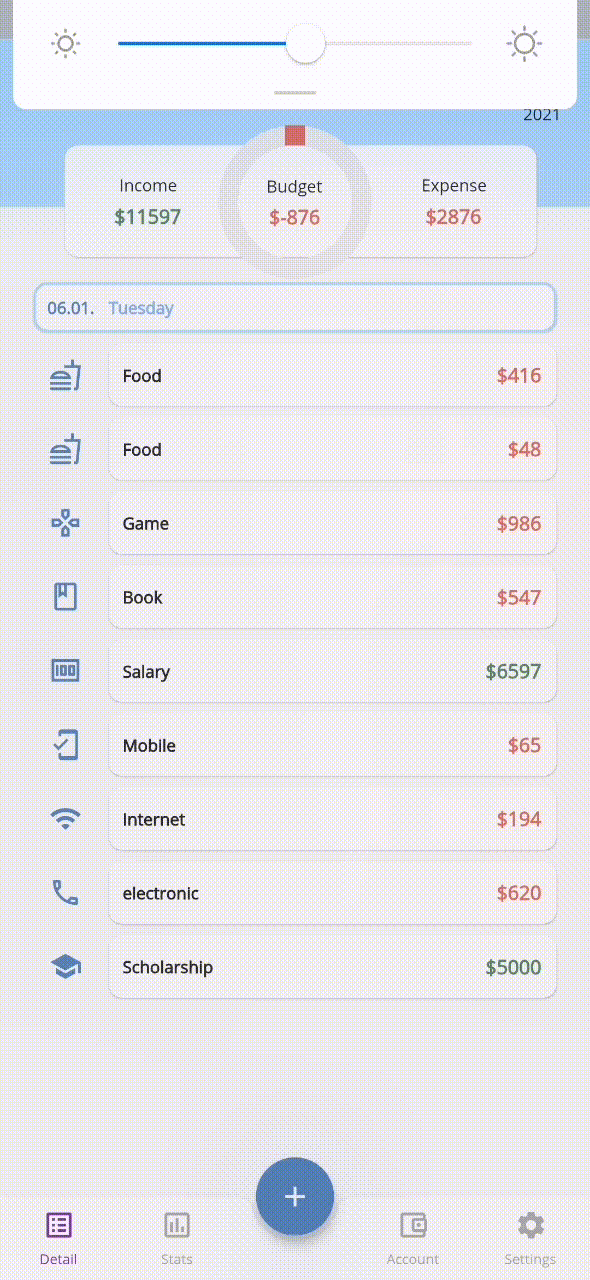 2021
Income
Budget
Expense
$11597
$-876
$2876
06.01. Tuesday
Food $416
Food $48
Game $986
Book $547
100
Salary $6597
Mobile $65
Internet $194
electronic $620
Scholarship $5000
+
Detail
Stats
Account
Settings